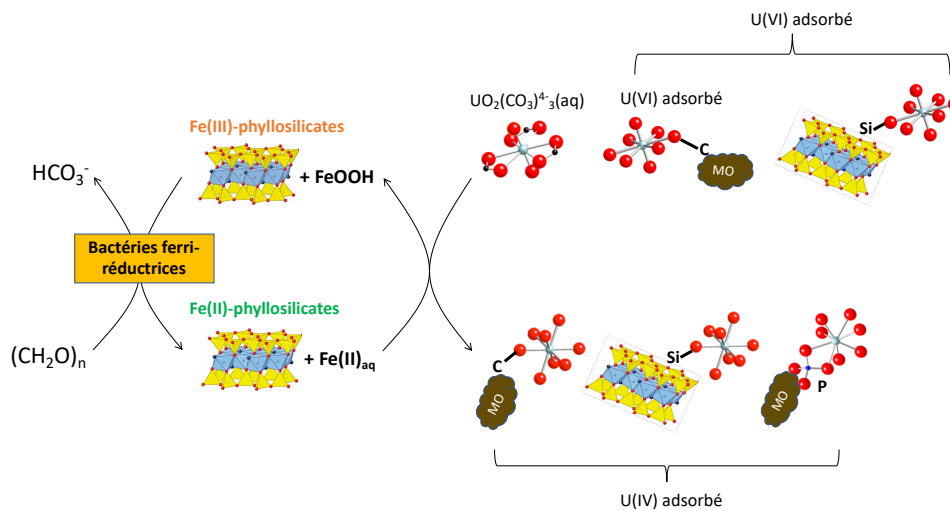 U(VI) adsorbé
UO₂(CO₃)⁴⁻₃(aq)
U(VI) adsorbé
Fe(III)-phyllosilicates
Si
C
MO
HCO₃⁻
+ FeOOH
Bactéries ferri-
réductrices
Fe(II)-phyllosilicates
(CH₂O)ₙ
+ Fe(II)aq
C
MO
Si
MO
P
U(IV) adsorbé